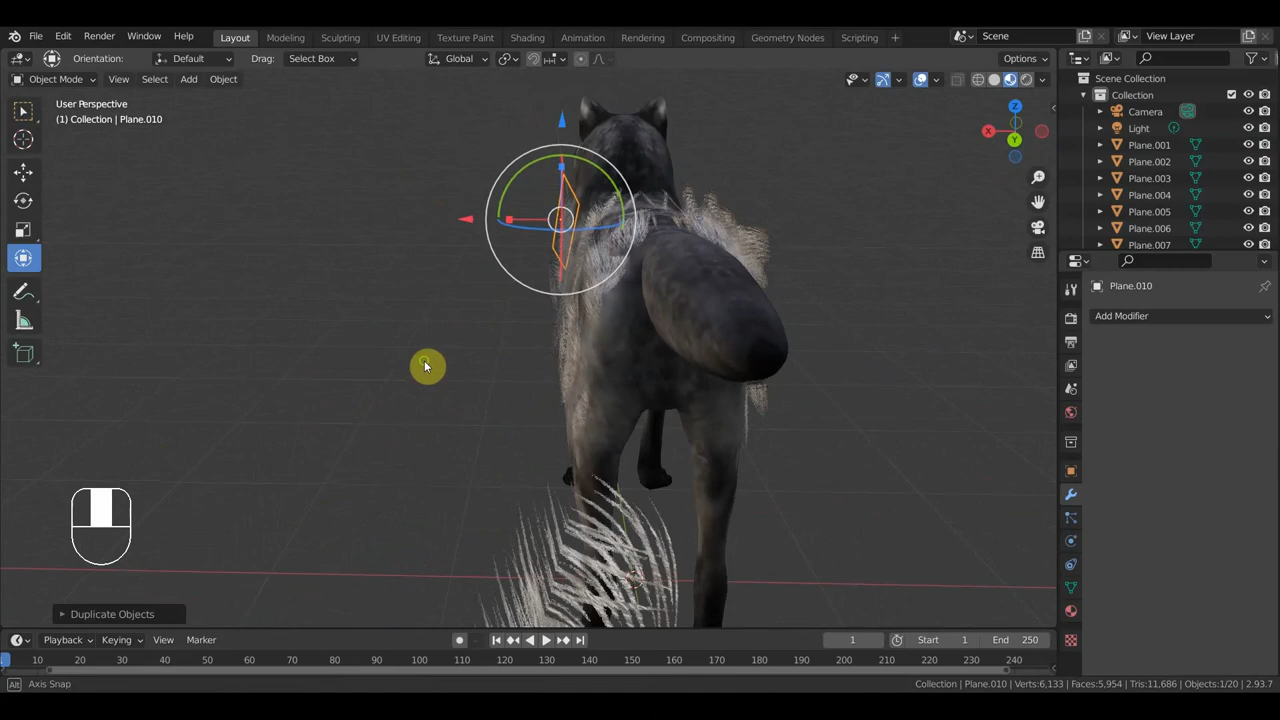 File Edit Render Window Help
Layout Modeling Sculpting UV Editing Texture Paint Shading Animation Rendering Compositing Geometry Nodes Scripting +
Scene
View Layer
Orientation: Default Drag: Select Box Global Options
Object Mode View Select Add Object
User Perspective
(1) Collection | Plane.010
X
Y
Z
Scene Collection
Collection
Camera
Light
Plane.001
Plane.002
Plane.003
Plane.004
Plane.005
Plane.006
Plane.007
Plane.010
Add Modifier
Duplicate Objects
Playback Keying View Marker
1 Start 1 End 250
10 20 30 40 50 60 70 80 90 100 110 120 130 140 150 160 170 180 190 200 210 220 230 240
Alt Axis Snap
Collection | Plane.010 | Verts:6,133 | Faces:5,954 | Tris:11,686 | Objects:1/20 | 2.93.7